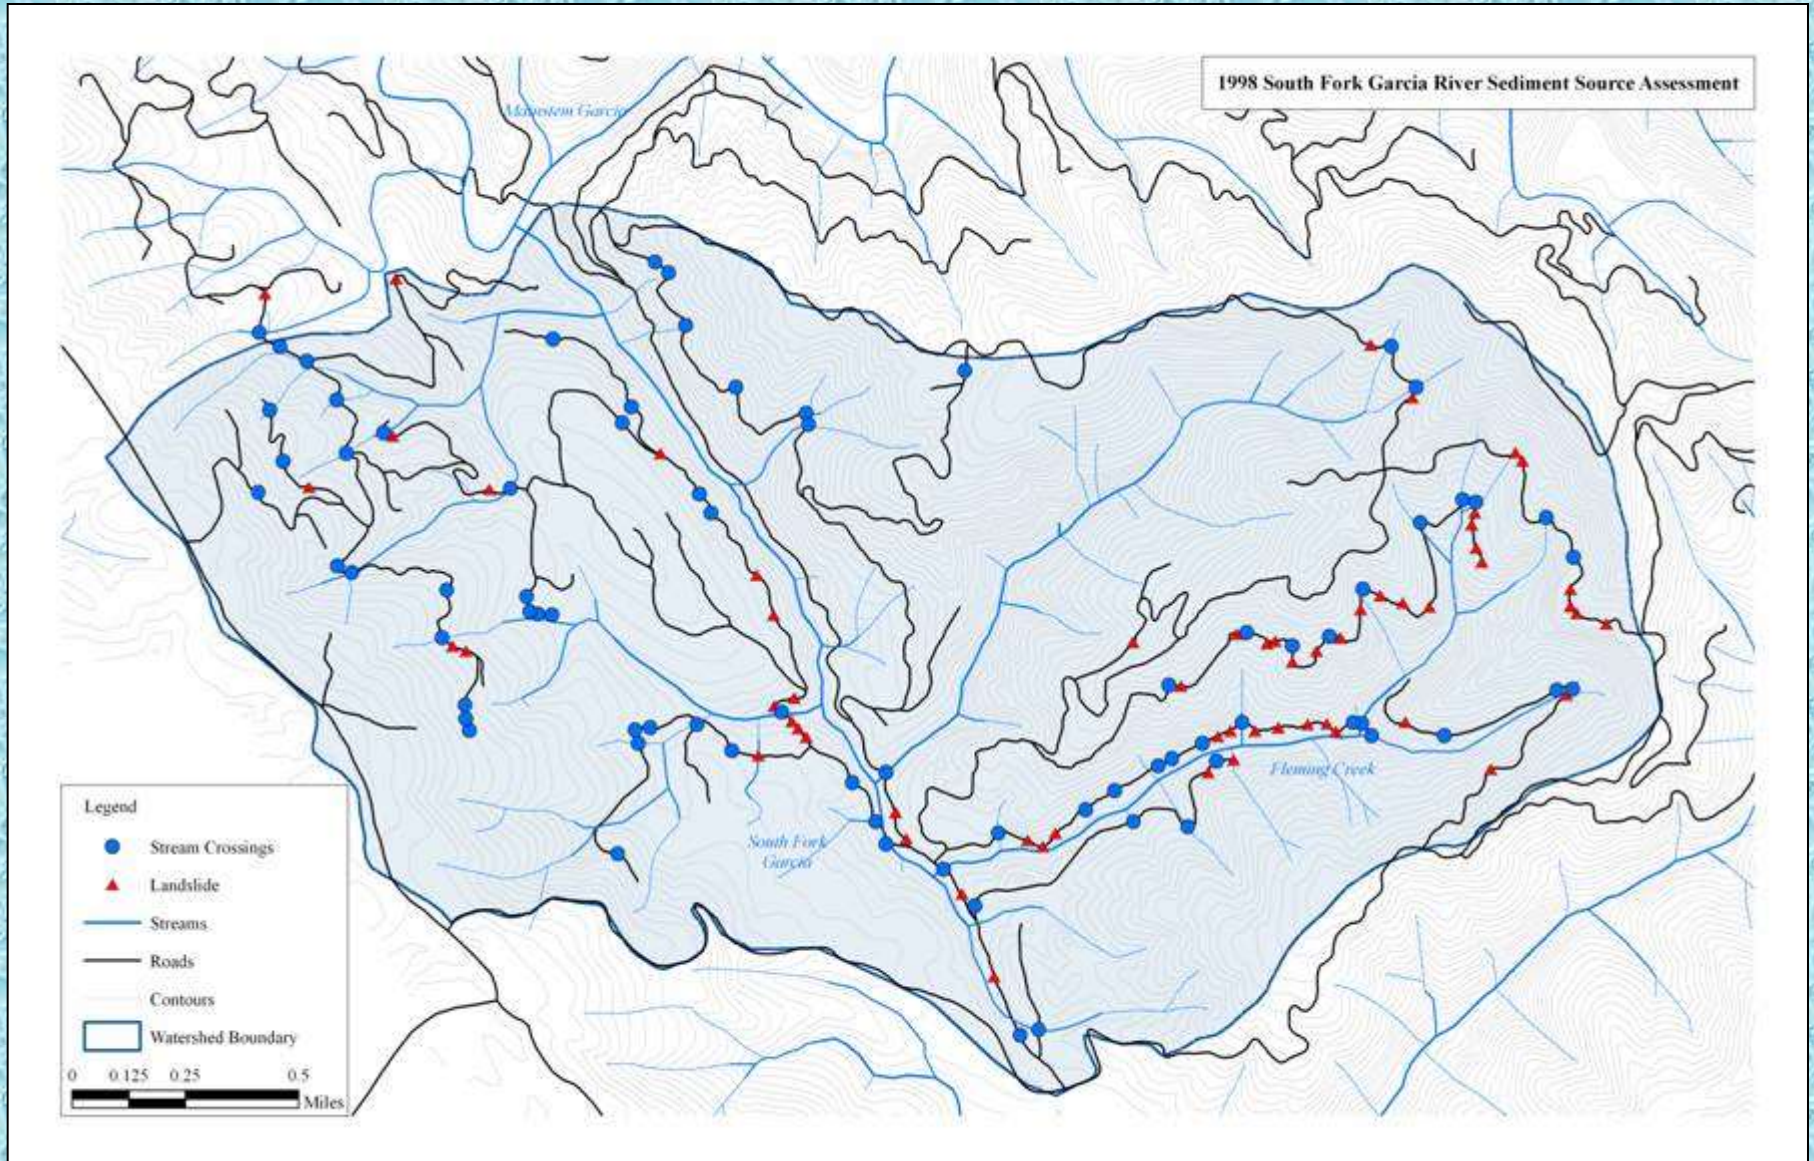 1998 South Fork Garcia River Sediment Source Assessment
Mainstem Garcia
Fleming Creek
South Fork
Garcia
Legend
Stream Crossings
Landslide
Streams
Roads
Contours
Watershed Boundary
0 0.125 0.25 0.5
Miles